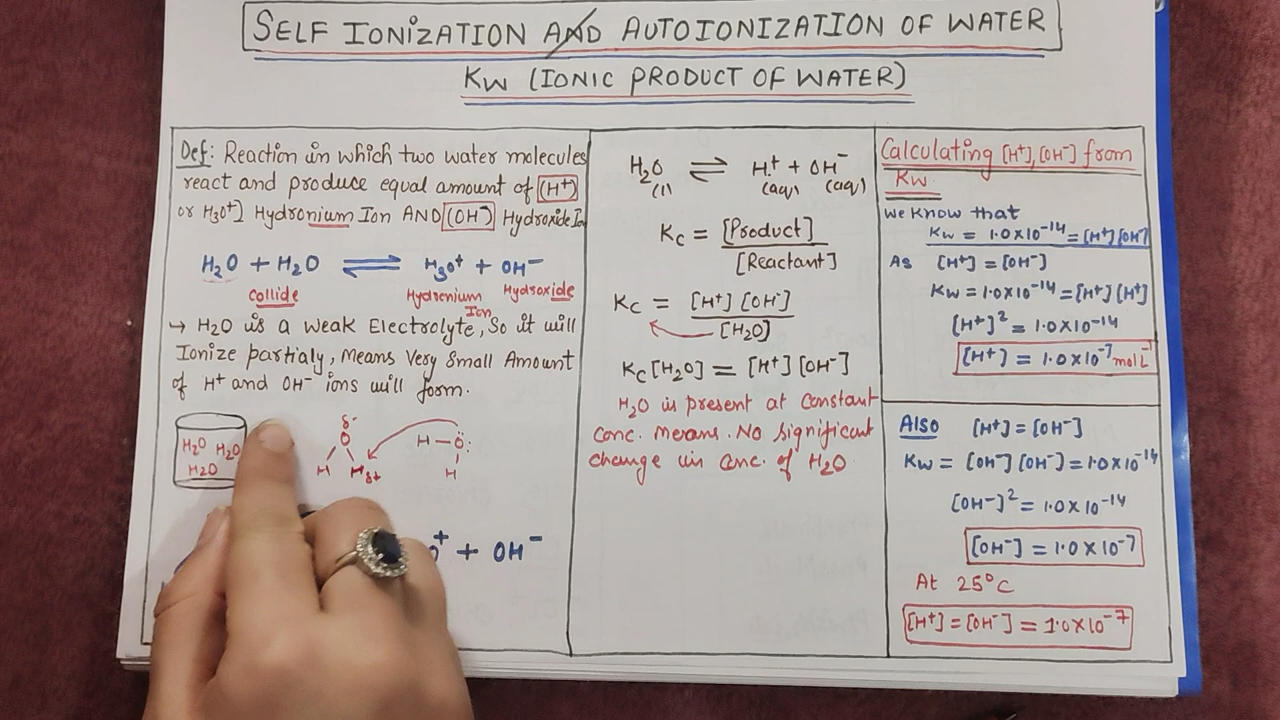 SELF IONIZATION AND AUTOIONIZATION OF WATER
KW (IONIC PRODUCT OF WATER)
Def: Reaction in which two water molecules
react and produce equal amount of (H⁺)
or H₃O⁺] Hydronium Ion AND (OH⁻) Hydroxide Ion
H₂O + H₂O ⇌ H₃O⁺ + OH⁻
collide Hydronium Ion Hydroxide
→ H₂O is a weak Electrolyte, So it will
Ionize partialy, Means Very Small Amount
of H⁺ and OH⁻ ions will form.
H₂O H₂O
H₂O
δ⁻
O
H Hδ+
H—O:
H
O⁺ + OH⁻
H₂O ⇌ H⁺ + OH⁻
(l) (aq) (aq)
Kc = [Product]
[Reactant]
Kc = [H⁺] [OH⁻]
[H₂O]
Kc [H₂O] = [H⁺] [OH⁻]
H₂O is present at constant
conc. means. No significant
change in conc. of H₂O
Calculating [H⁺], [OH⁻] from
Kw
We know that
Kw = 1.0×10⁻¹⁴ = [H⁺] [OH⁻]
As [H⁺] = [OH⁻]
Kw = 1.0×10⁻¹⁴ = [H⁺] [H⁺]
[H⁺]² = 1.0×10⁻¹⁴
[H⁺] = 1.0×10⁻⁷ mol L⁻¹
Also [H⁺] = [OH⁻]
Kw = [OH⁻] [OH⁻] = 1.0×10⁻¹⁴
[OH⁻]² = 1.0×10⁻¹⁴
[OH⁻] = 1.0×10⁻⁷
At 25°C
[H⁺] = [OH⁻] = 1.0×10⁻⁷